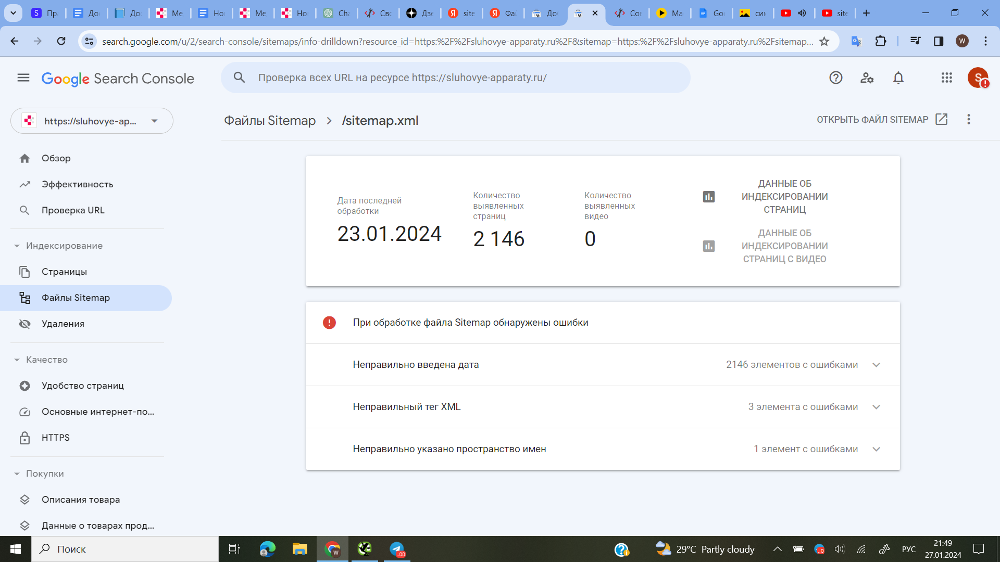 Пр
До
До
Ме
Но
Ме
Но
Cha
Сво
Дзе
site
Фа
До
Со
Ма
Goo
си
site
search.google.com/u/2/search-console/sitemaps/info-drilldown?resource_id=https:%2F%2Fsluhovye-apparaty.ru%2F&sitemap=https:%2F%2Fsluhovye-apparaty.ru%2Fsitemap...
W
Google Search Console
Проверка всех URL на ресурсе https://sluhovye-apparaty.ru/
S
https://sluhovye-ap...
Файлы Sitemap > /sitemap.xml
ОТКРЫТЬ ФАЙЛ SITEMAP
Обзор
Эффективность
Проверка URL
Индексирование
Страницы
Файлы Sitemap
Удаления
Качество
Удобство страниц
Основные интернет-по...
HTTPS
Покупки
Описания товара
Данные о товарах прод...
Дата последней
обработки
23.01.2024
Количество
выявленных
страниц
2 146
Количество
выявленных
видео
0
ДАННЫЕ ОБ
ИНДЕКСИРОВАНИИ
СТРАНИЦ
ДАННЫЕ ОБ
ИНДЕКСИРОВАНИИ
СТРАНИЦ С ВИДЕО
При обработке файла Sitemap обнаружены ошибки
Неправильно введена дата 2146 элементов с ошибками
Неправильный тег XML 3 элемента с ошибками
Неправильно указано пространство имен 1 элемент с ошибками
Поиск
29°C Partly cloudy
РУС
21:49
27.01.2024